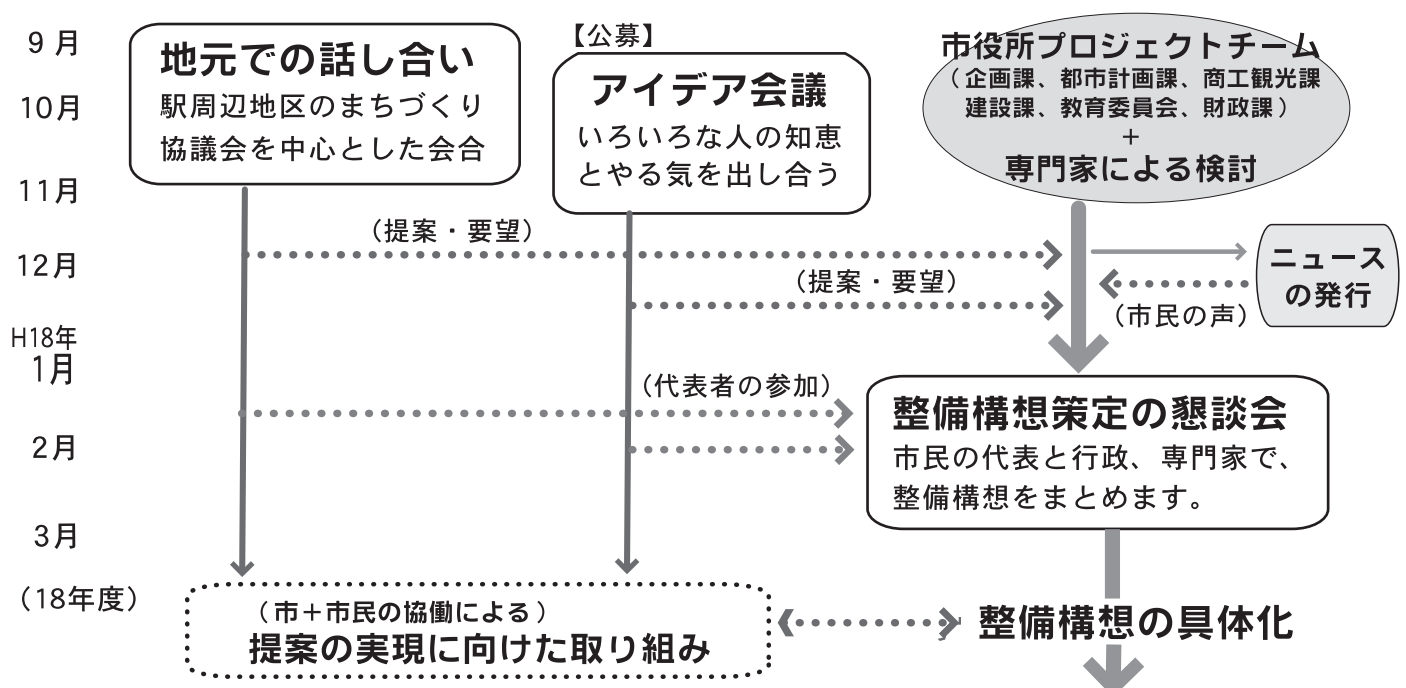 9月
10月
11月
12月
H18年
1月
2月
3月
（18年度）
地元での話し合い
駅周辺地区のまちづくり
協議会を中心とした会合
【公募】
アイデア会議
いろいろな人の知恵
とやる気を出し合う
市役所プロジェクトチーム
（企画課、都市計画課、商工観光課
建設課、教育委員会、財政課）
＋
専門家による検討
（提案・要望）
（提案・要望）
ニュース
の発行
（市民の声）
（代表者の参加）
整備構想策定の懇談会
市民の代表と行政、専門家で、
整備構想をまとめます。
（市＋市民の協働による）
提案の実現に向けた取り組み
整備構想の具体化